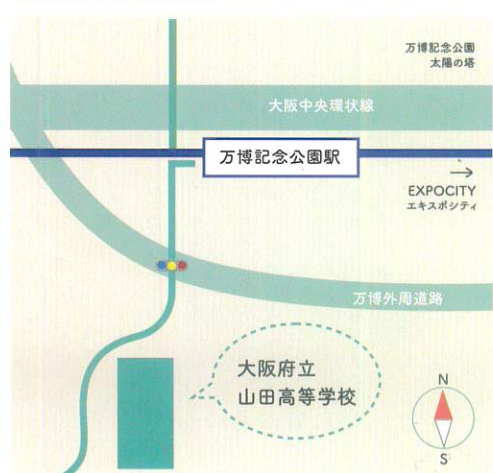 万博記念公園
太陽の塔
大阪中央環状線
万博記念公園駅
→
EXPOCITY
エキスポシティ
万博外周道路
大阪府立
山田高等学校
N
S